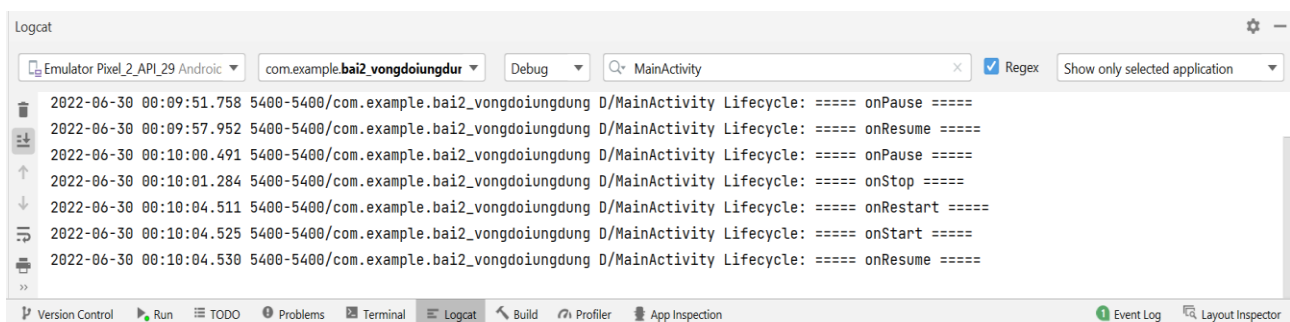 Logcat
Emulator Pixel_2_API_29 Androic com.example.bai2_vongdoiungdur Debug MainActivity Regex Show only selected application
2022-06-30 00:09:51.758 5400-5400/com.example.bai2_vongdoiungdung D/MainActivity Lifecycle: ===== onPause =====
2022-06-30 00:09:57.952 5400-5400/com.example.bai2_vongdoiungdung D/MainActivity Lifecycle: ===== onResume =====
2022-06-30 00:10:00.491 5400-5400/com.example.bai2_vongdoiungdung D/MainActivity Lifecycle: ===== onPause =====
2022-06-30 00:10:01.284 5400-5400/com.example.bai2_vongdoiungdung D/MainActivity Lifecycle: ===== onStop =====
2022-06-30 00:10:04.511 5400-5400/com.example.bai2_vongdoiungdung D/MainActivity Lifecycle: ===== onRestart =====
2022-06-30 00:10:04.525 5400-5400/com.example.bai2_vongdoiungdung D/MainActivity Lifecycle: ===== onStart =====
2022-06-30 00:10:04.530 5400-5400/com.example.bai2_vongdoiungdung D/MainActivity Lifecycle: ===== onResume =====
Version Control Run TODO Problems Terminal Logcat Build Profiler App Inspection 1 Event Log Layout Inspector